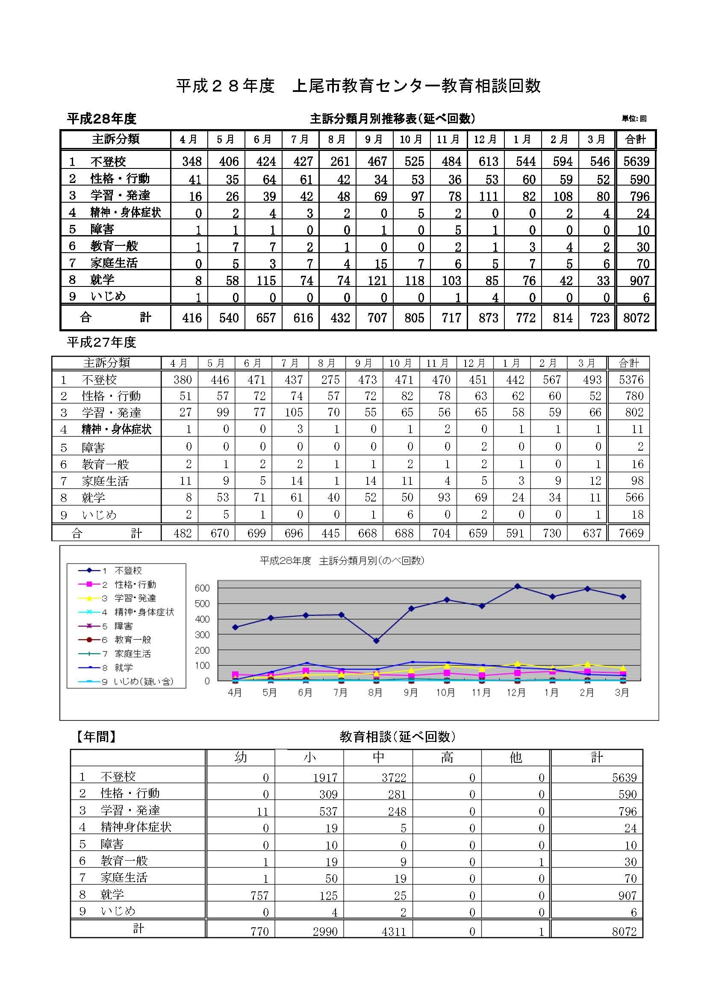 平成２８年度　上尾市教育センター教育相談回数
平成28年度　主訴分類月別推移表（延べ回数）　単位：回
主訴分類 4月 5月 6月 7月 8月 9月 10月 11月 12月 1月 2月 3月 合計
1 不登校 348 406 424 427 261 467 525 484 613 544 594 546 5639
2 性格・行動 41 35 64 61 42 34 53 36 53 60 59 52 590
3 学習・発達 16 26 39 42 48 69 97 78 111 82 108 80 796
4 精神・身体症状 0 2 4 3 2 0 5 2 0 0 2 4 24
5 障害 1 1 1 0 0 1 0 5 1 0 0 0 10
6 教育一般 1 7 7 2 1 0 0 2 1 3 4 2 30
7 家庭生活 0 5 3 7 4 15 7 6 5 7 5 6 70
8 就学 8 58 115 74 74 121 118 103 85 76 42 33 907
9 いじめ 1 0 0 0 0 0 0 1 4 0 0 0 6
合計 416 540 657 616 432 707 805 717 873 772 814 723 8072
平成27年度
主訴分類 4月 5月 6月 7月 8月 9月 10月 11月 12月 1月 2月 3月 合計
1 不登校 380 446 471 437 275 473 471 470 451 442 567 493 5376
2 性格・行動 51 57 72 74 57 72 82 78 63 62 60 52 780
3 学習・発達 27 99 77 105 70 55 65 56 65 58 59 66 802
4 精神・身体症状 1 0 0 3 1 0 1 2 0 1 1 1 11
5 障害 0 0 0 0 0 0 0 0 2 0 0 0 2
6 教育一般 2 1 2 2 1 1 2 1 2 1 0 1 16
7 家庭生活 11 9 5 14 1 14 11 4 5 3 9 12 98
8 就学 8 53 71 61 40 52 50 93 69 24 34 11 566
9 いじめ 2 5 1 0 0 1 6 0 2 0 0 1 18
合計 482 670 699 696 445 668 688 704 659 591 730 637 7669
平成28年度　主訴分類月別（のべ回数）
1 不登校
2 性格・行動
3 学習・発達
4 精神・身体症状
5 障害
6 教育一般
7 家庭生活
8 就学
9 いじめ（疑い含）
600
500
400
300
200
100
0
4月 5月 6月 7月 8月 9月 10月 11月 12月 1月 2月 3月
【年間】　教育相談（延べ回数）
幼 小 中 高 他 計
1 不登校 0 1917 3722 0 0 5639
2 性格・行動 0 309 281 0 0 590
3 学習・発達 11 537 248 0 0 796
4 精神身体症状 0 19 5 0 0 24
5 障害 0 10 0 0 0 10
6 教育一般 1 19 9 0 1 30
7 家庭生活 1 50 19 0 0 70
8 就学 757 125 25 0 0 907
9 いじめ 0 4 2 0 0 6
計 770 2990 4311 0 1 8072